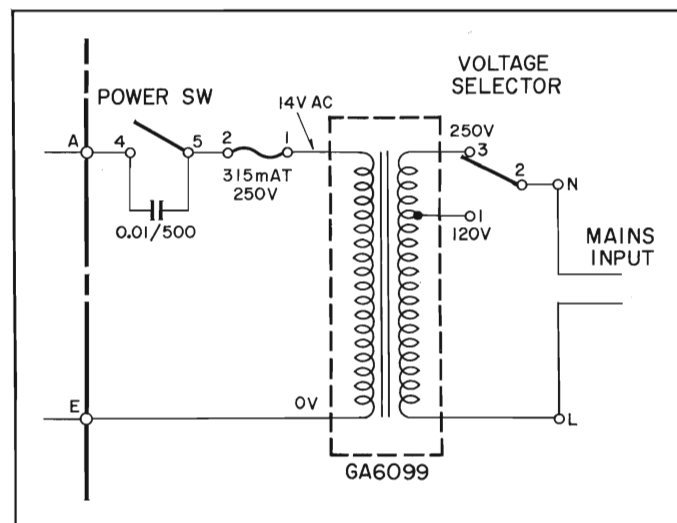 POWER SW
VOLTAGE
SELECTOR
14V AC
250V
A
4
5
2
1
3
2
N
315mAT
250V
0.01/500
1
120V
MAINS
INPUT
E
0V
L
GA6099